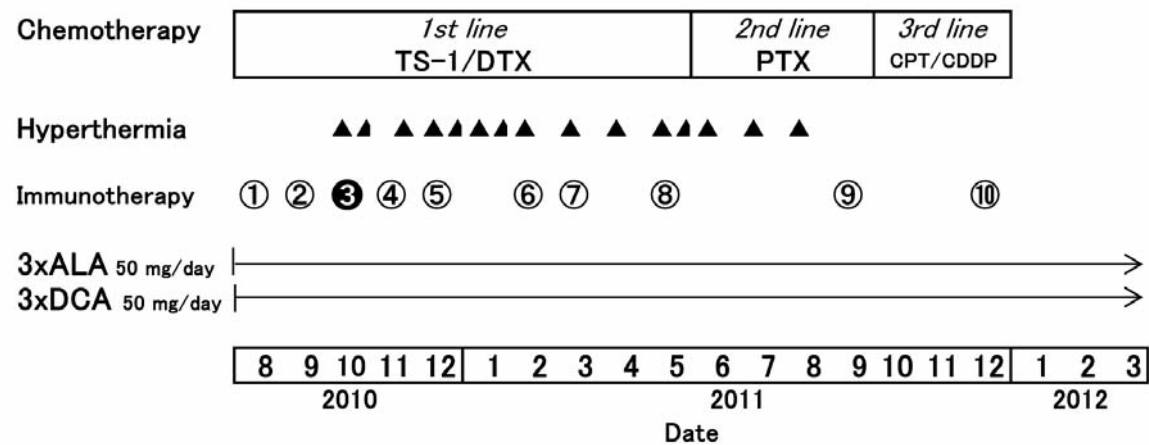 Chemotherapy 1st line 2nd line 3rd line
TS-1/DTX PTX CPT/CDDP
Hyperthermia
Immunotherapy ① ② ❸ ④ ⑤ ⑥ ⑦ ⑧ ⑨ ⑩
3xALA 50 mg/day
3xDCA 50 mg/day
8 9 10 11 12 1 2 3 4 5 6 7 8 9 10 11 12 1 2 3
2010 2011 2012
Date